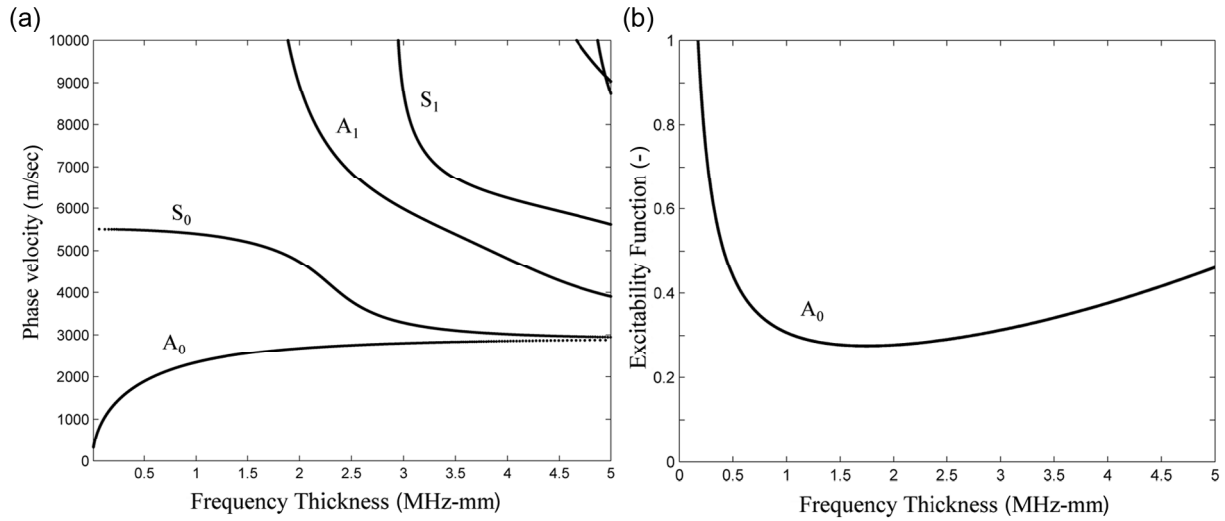 (a)
10000
9000
8000
7000
6000
5000
4000
3000
2000
1000
0
Phase velocity (m/sec)
S₁
A₁
S₀
A₀
0.5 1 1.5 2 2.5 3 3.5 4 4.5 5
Frequency Thickness (MHz-mm)
(b)
1
0.8
0.6
0.4
0.2
0
Excitability Function (-)
A₀
0 0.5 1 1.5 2 2.5 3 3.5 4 4.5 5
Frequency Thickness (MHz-mm)